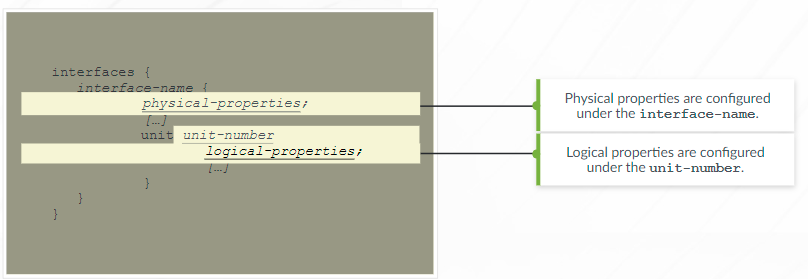 interfaces {
interface-name {
physical-properties;
[…]
unit unit-number
logical-properties;
[…]
}
}
}
Physical properties are configured
under the interface-name.
Logical properties are configured
under the unit-number.